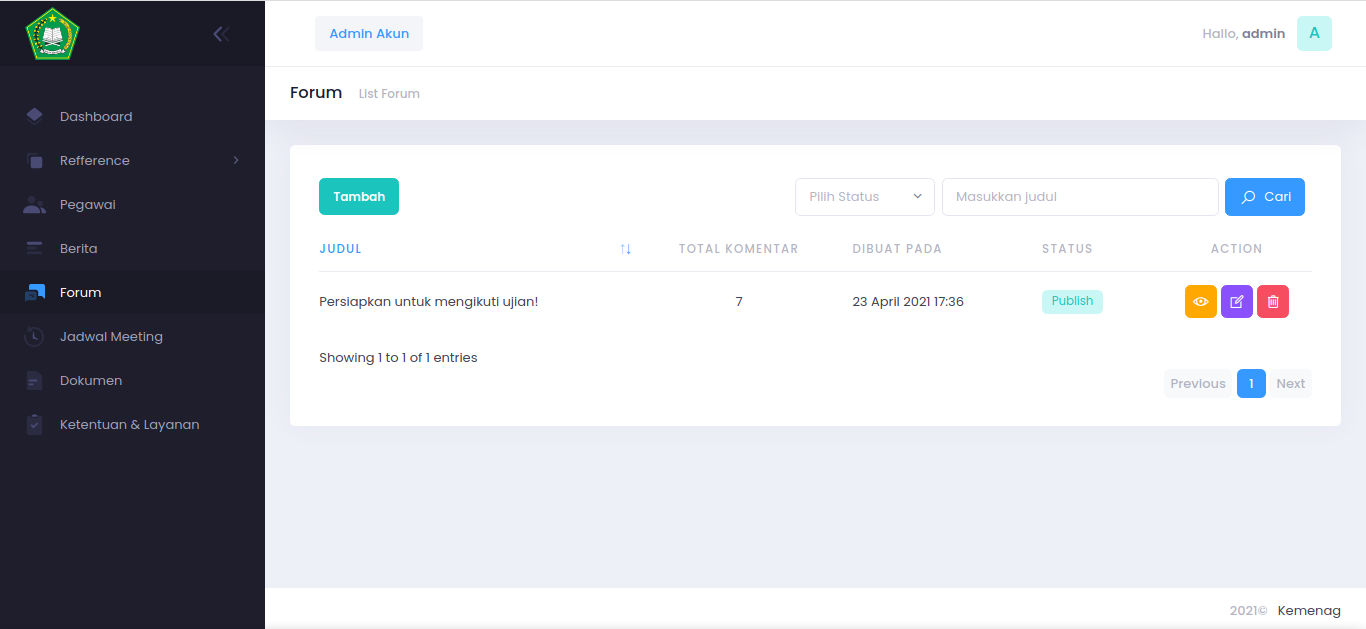 Admin Akun
Hallo, admin
A
Dashboard
Refference
Pegawai
Berita
Forum
Jadwal Meeting
Dokumen
Ketentuan & Layanan
Forum List Forum
Tambah
Pilih Status
Masukkan judul
Cari
JUDUL TOTAL KOMENTAR DIBUAT PADA STATUS ACTION
Persiapkan untuk mengikuti ujian! 7 23 April 2021 17:36 Publish
Showing 1 to 1 of 1 entries
Previous 1 Next
2021© Kemenag